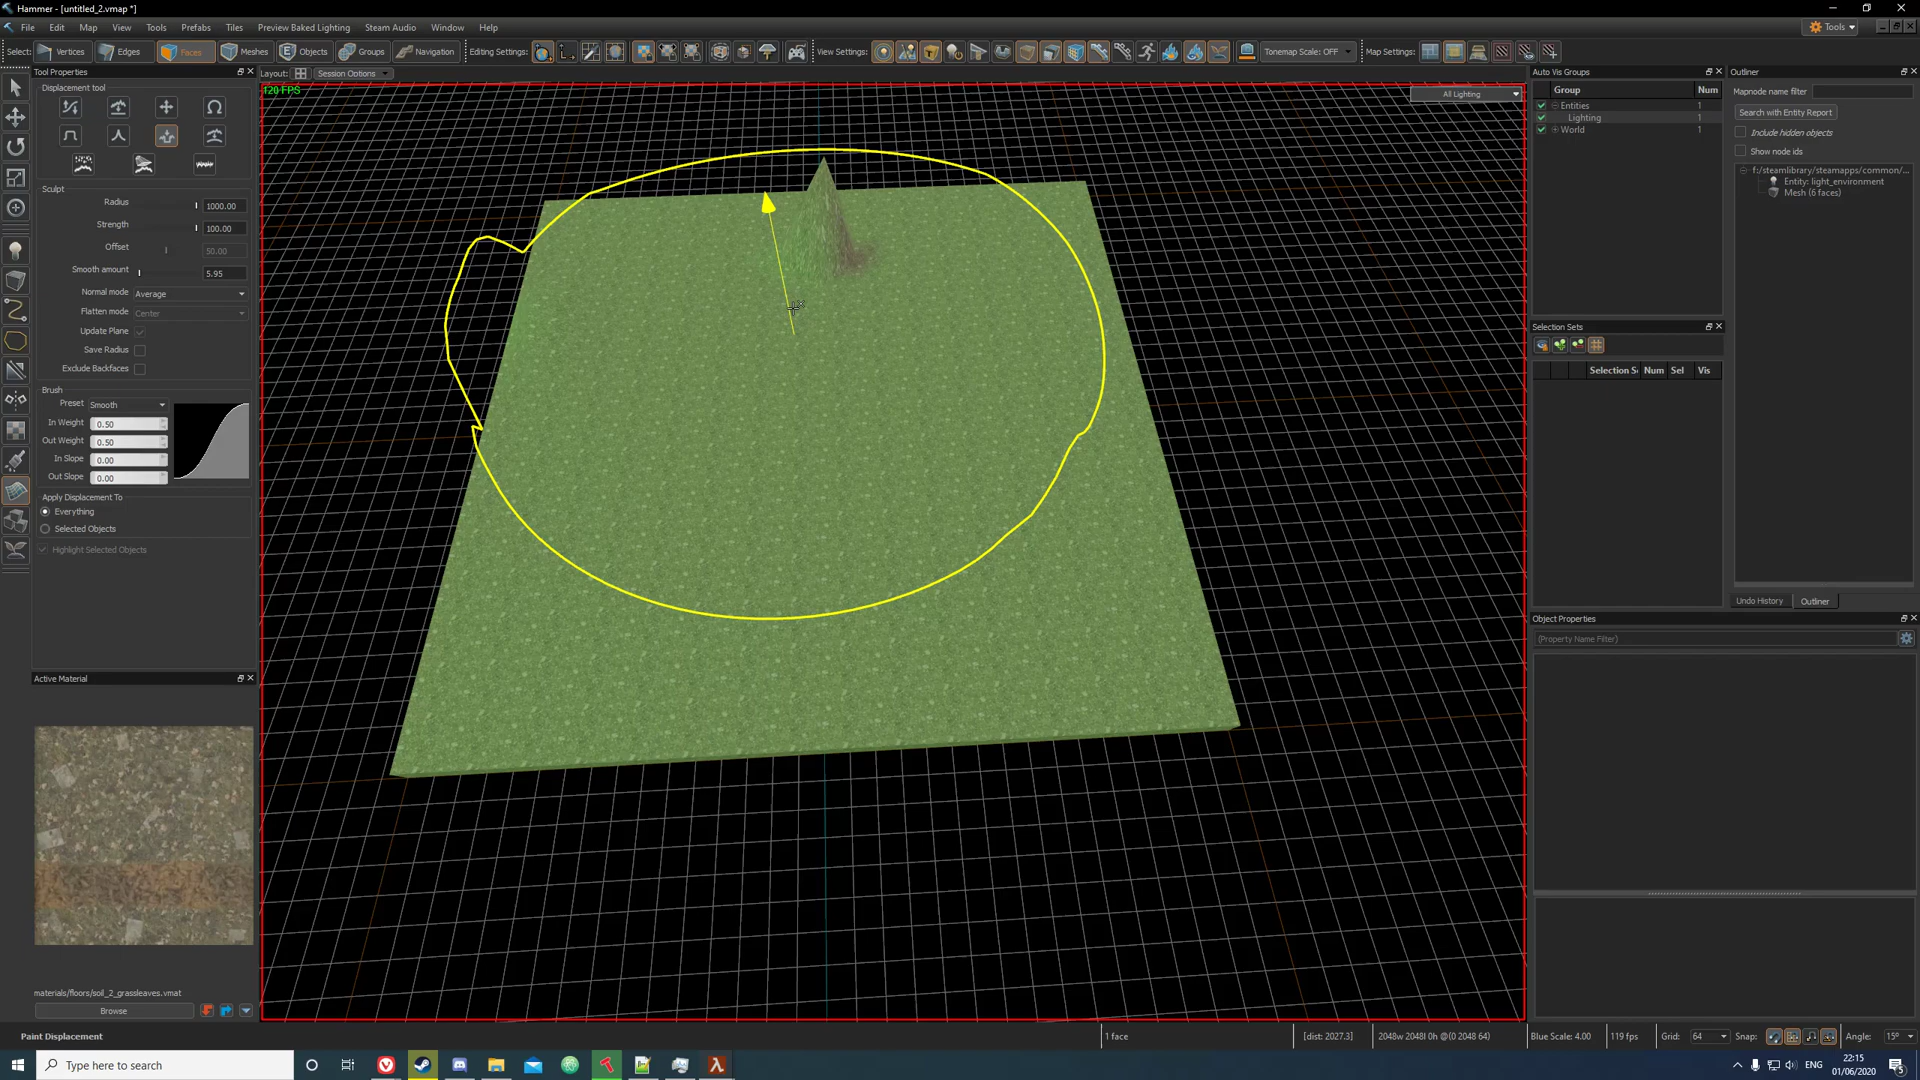 Hammer - [untitled_2.vmap *]
File Edit Map View Tools Prefabs Tiles Preview Baked Lighting Steam Audio Window Help
Tools
Select: Vertices Edges Faces Meshes Objects Groups Navigation Editing Settings: View Settings: Tonemap Scale: OFF Map Settings:
Tool Properties
Layout: Session Options
Auto Vis Groups
Outliner
Displacement tool
120 FPS
All Lighting
Group Num
Entities 1
Lighting 1
World 1
Mapnode name filter
Search with Entity Report
Include hidden objects
Show node ids
f:/steamlibrary/steamapps/common/...
Entity: light_environment
Mesh (6 faces)
Sculpt
Radius 1000.00
Strength 100.00
Offset 50.00
Smooth amount 5.95
Normal mode Average
Flatten mode Center
Update Plane
Save Radius
Exclude Backfaces
Selection Sets
Selection S Num Sel Vis
Brush
Preset Smooth
In Weight 0.50
Out Weight 0.50
In Slope 0.00
Out Slope 0.00
Apply Displacement To
Everything
Selected Objects
Highlight Selected Objects
Undo History Outliner
Object Properties
(Property Name Filter)
Active Material
materials/floors/soil_2_grassleaves.vmat
Browse
Paint Displacement
1 face
[dist: 2027.3]
2048w 2048l 0h @(0 2048 64)
Blue Scale: 4.00
119 fps
Grid: 64
Snap:
Angle: 15º
Type here to search
ENG
22:15
01/06/2020
5